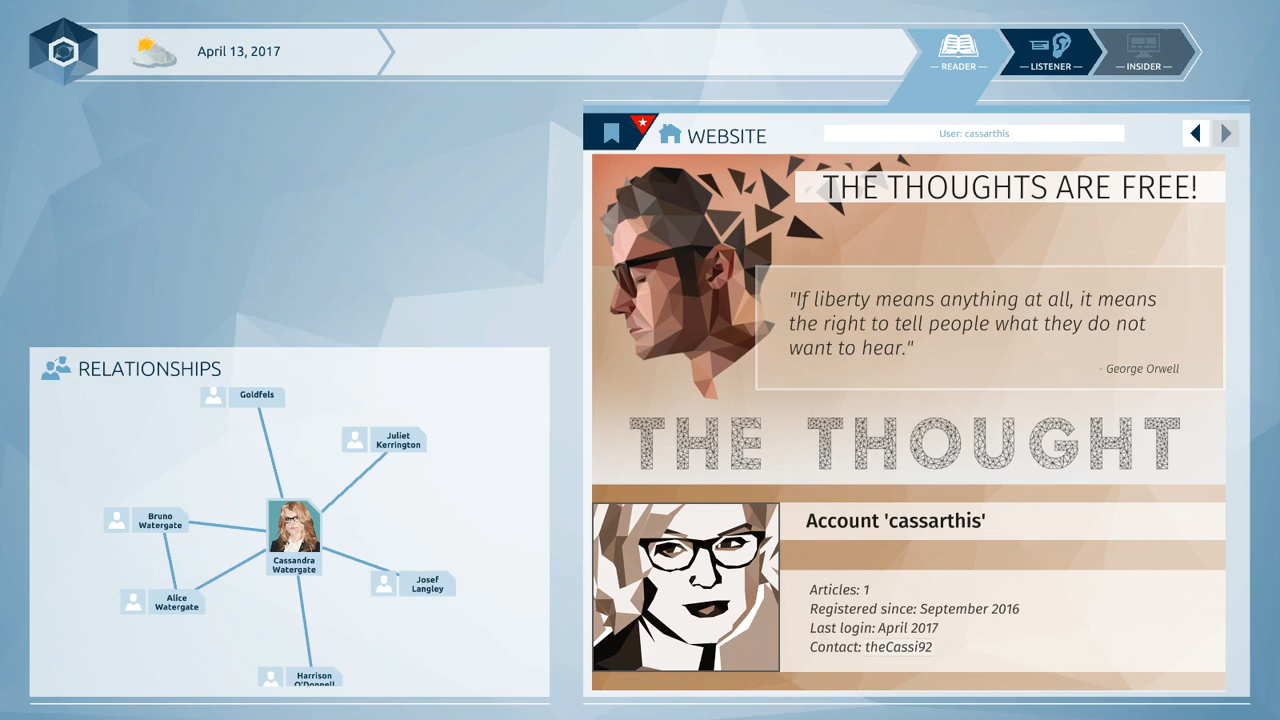 April 13, 2017
— READER —
— LISTENER —
— INSIDER —
WEBSITE
User: cassarthis
THE THOUGHTS ARE FREE!
"If liberty means anything at all, it means
the right to tell people what they do not
want to hear."
- George Orwell
THE THOUGHT
Account 'cassarthis'
Articles: 1
Registered since: September 2016
Last login: April 2017
Contact: theCassi92
RELATIONSHIPS
Goldfels
Juliet
Kerrington
Bruno
Watergate
Cassandra
Watergate
Josef
Langley
Alice
Watergate
Harrison
O'Donnell